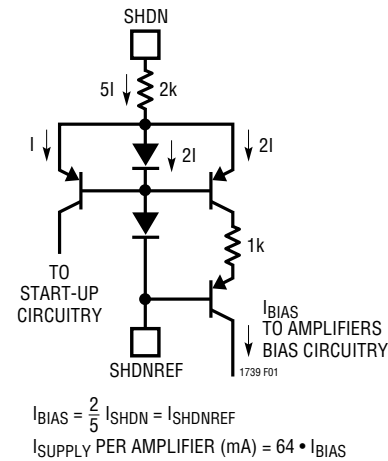 SHDN
5I
2k
I
2I
2I
1k
TO
START-UP
CIRCUITRY
IBIAS
TO AMPLIFIERS
BIAS CIRCUITRY
SHDNREF
1739 F01
IBIAS = 2/5 ISHDN = ISHDNREF
ISUPPLY PER AMPLIFIER (mA) = 64 • IBIAS